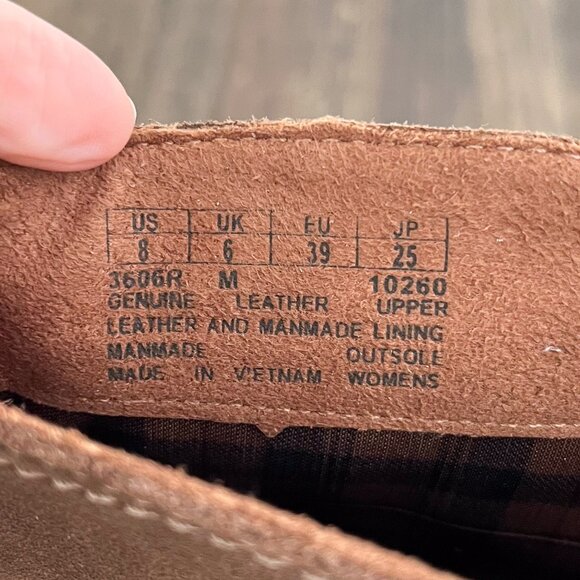 US UK EU JP
8 6 39 25
3606R M 10260
GENUINE LEATHER UPPER
LEATHER AND MANMADE LINING
MANMADE OUTSOLE
MADE IN VIETNAM WOMENS